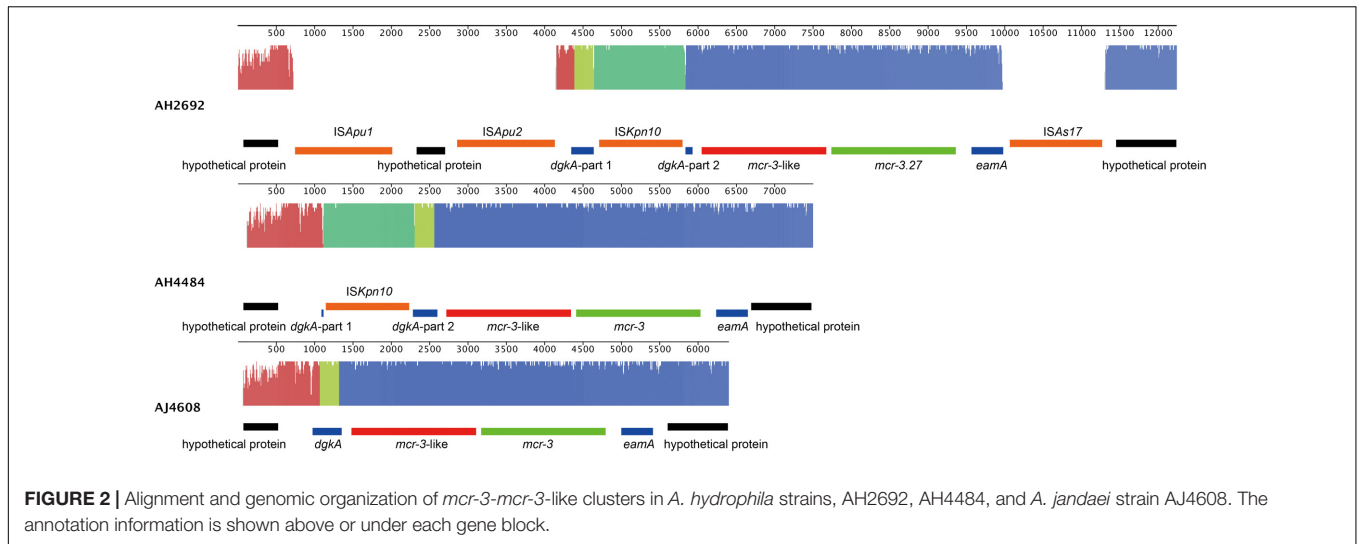 500 1000 1500 2000 2500 3000 3500 4000 4500 5000 5500 6000 6500 7000 7500 8000 8500 9000 9500 10000 10500 11000 11500 12000
AH2692
ISApu1 ISApu2 ISKpn10 ISAs17
hypothetical protein hypothetical protein dgkA-part 1 dgkA-part 2 mcr-3-like mcr-3.27 eamA hypothetical protein
500 1000 1500 2000 2500 3000 3500 4000 4500 5000 5500 6000 6500 7000
AH4484
ISKpn10
hypothetical protein dgkA-part 1 dgkA-part 2 mcr-3-like mcr-3 eamA hypothetical protein
500 1000 1500 2000 2500 3000 3500 4000 4500 5000 5500 6000
AJ4608
hypothetical protein dgkA mcr-3-like mcr-3 eamA hypothetical protein
FIGURE 2 | Alignment and genomic organization of mcr-3-mcr-3-like clusters in A. hydrophila strains, AH2692, AH4484, and A. jandaei strain AJ4608. The
annotation information is shown above or under each gene block.